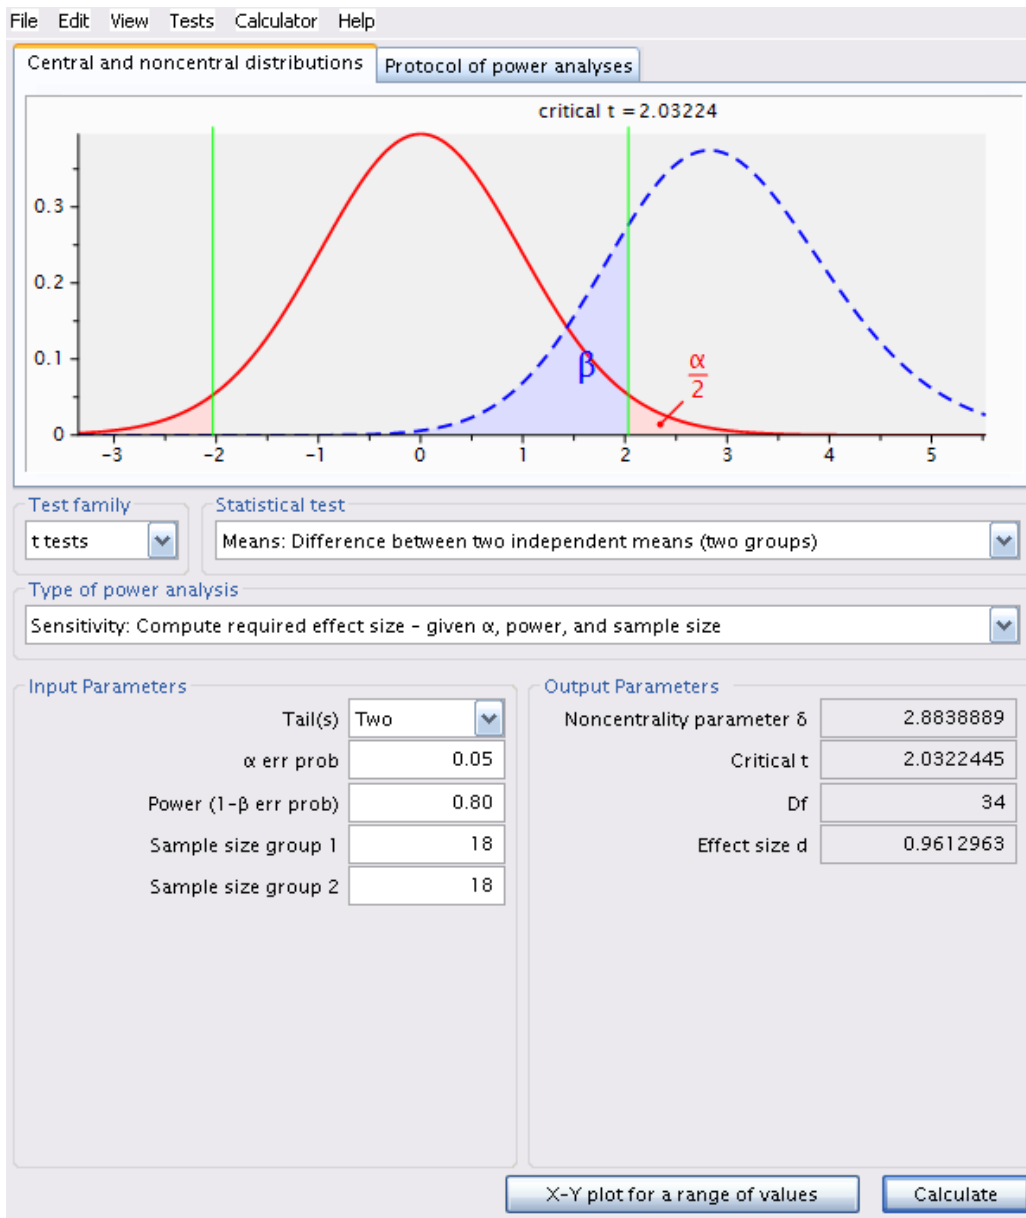 File Edit View Tests Calculator Help
Central and noncentral distributions Protocol of power analyses
critical t = 2.03224
0.3
0.2
0.1
0
β
α
2
-3 -2 -1 0 1 2 3 4 5
Test family Statistical test
t tests Means: Difference between two independent means (two groups)
Type of power analysis
Sensitivity: Compute required effect size - given α, power, and sample size
Input Parameters Output Parameters
Tail(s) Two Noncentrality parameter δ 2.8838889
α err prob 0.05 Critical t 2.0322445
Power (1-β err prob) 0.80 Df 34
Sample size group 1 18 Effect size d 0.9612963
Sample size group 2 18
X-Y plot for a range of values Calculate